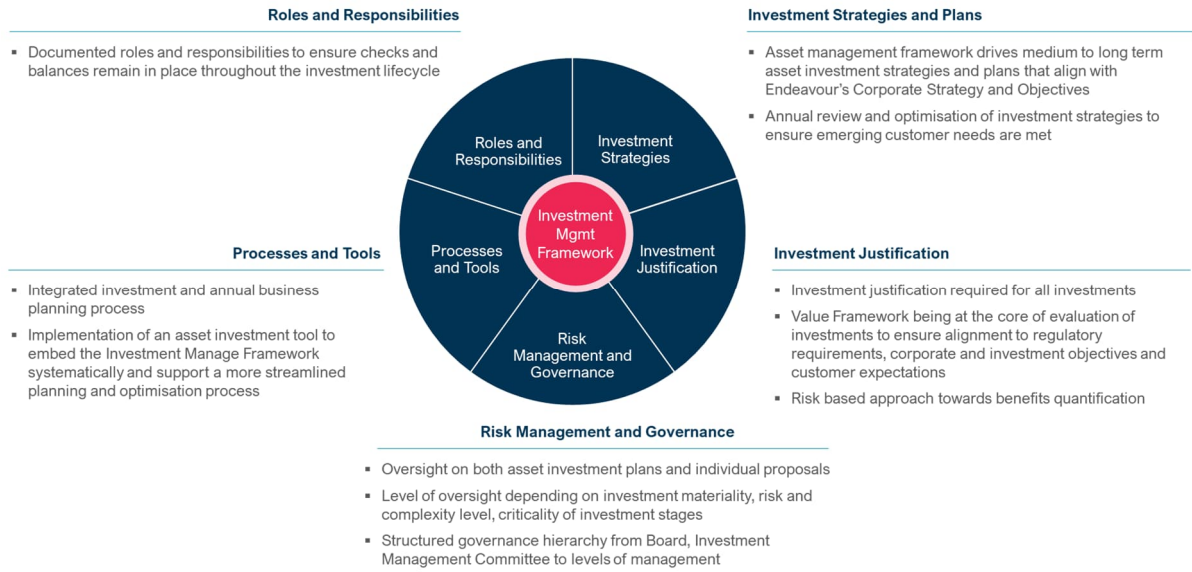 Roles and Responsibilities
▪ Documented roles and responsibilities to ensure checks and
balances remain in place throughout the investment lifecycle
Investment Strategies and Plans
▪ Asset management framework drives medium to long term
asset investment strategies and plans that align with
Endeavour's Corporate Strategy and Objectives
▪ Annual review and optimisation of investment strategies to
ensure emerging customer needs are met
Roles and
Responsibilities
Investment
Strategies
Investment
Mgmt
Framework
Processes
and Tools
Investment
Justification
Risk
Management and
Governance
Processes and Tools
▪ Integrated investment and annual business
planning process
▪ Implementation of an asset investment tool to
embed the Investment Manage Framework
systematically and support a more streamlined
planning and optimisation process
Investment Justification
▪ Investment justification required for all investments
▪ Value Framework being at the core of evaluation of
investments to ensure alignment to regulatory
requirements, corporate and investment objectives and
customer expectations
▪ Risk based approach towards benefits quantification
Risk Management and Governance
▪ Oversight on both asset investment plans and individual proposals
▪ Level of oversight depending on investment materiality, risk and
complexity level, criticality of investment stages
▪ Structured governance hierarchy from Board, Investment
Management Committee to levels of management